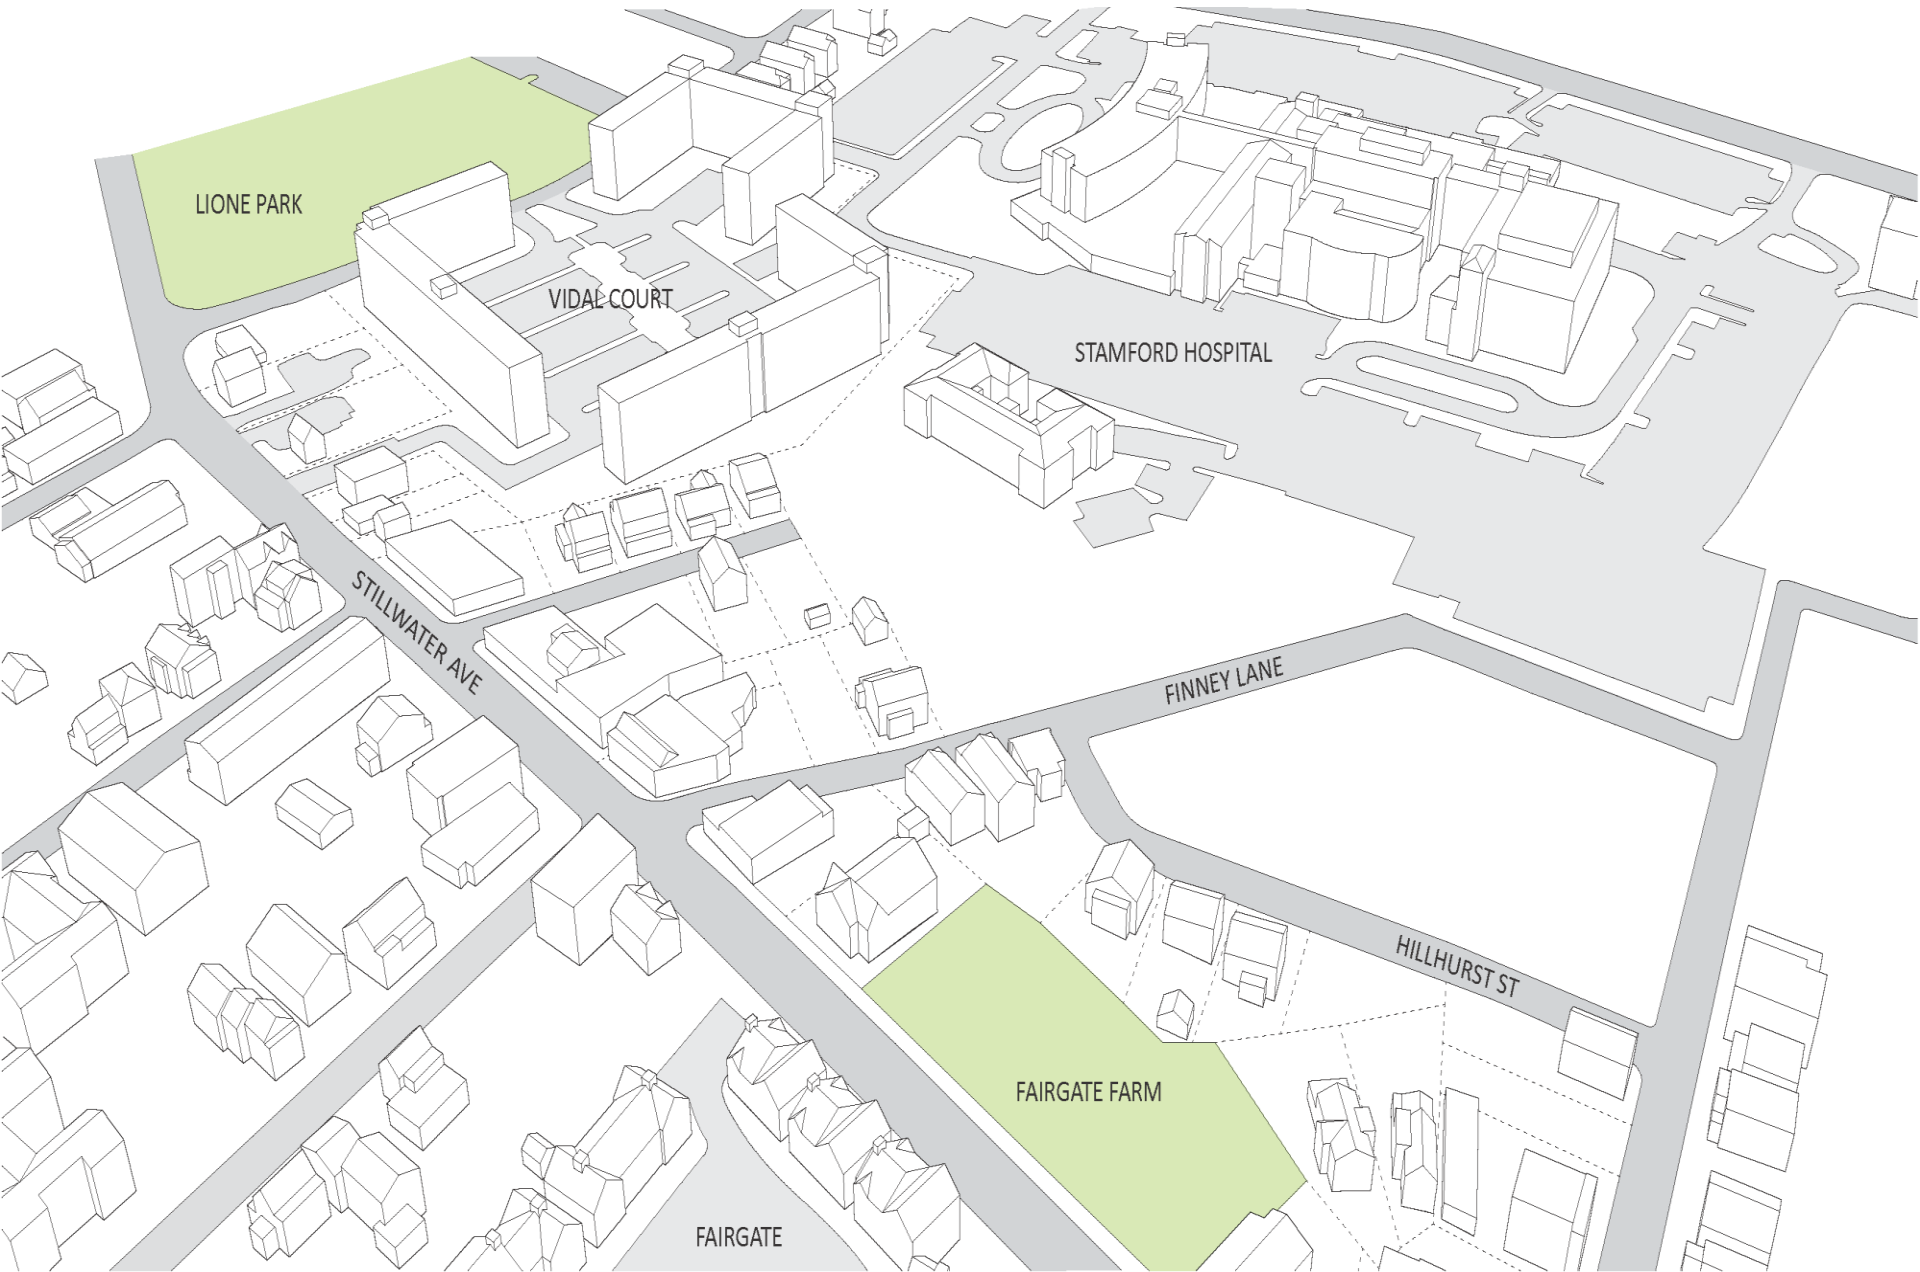 LIONE PARK
VIDAL COURT
STAMFORD HOSPITAL
STILLWATER AVE
FINNEY LANE
HILLHURST ST
FAIRGATE FARM
FAIRGATE